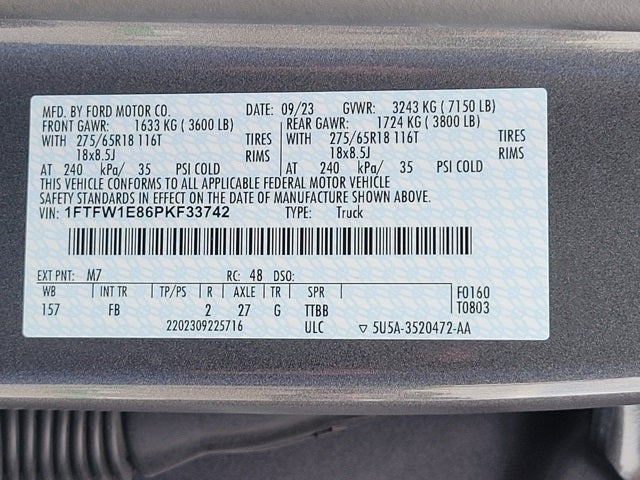 MFD. BY FORD MOTOR CO. DATE: 09/23 GVWR: 3243 KG ( 7150 LB)
FRONT GAWR: 1633 KG ( 3600 LB) REAR GAWR: 1724 KG ( 3800 LB)
WITH 275/65R18 116T TIRES WITH 275/65R18 116T TIRES
18x8.5J RIMS 18x8.5J RIMS
AT 240 kPa/ 35 PSI COLD AT 240 kPa/ 35 PSI COLD
THIS VEHICLE CONFORMS TO ALL APPLICABLE FEDERAL MOTOR VEHICLE
SAFETY STANDARDS IN EFFECT ON THE DATE OF MANUFACTURE SHOWN ABOVE.
VIN: 1FTFW1E86PKF33742 TYPE: Truck
EXT PNT: M7 RC: 48 DSO:
WB INT TR TP/PS R AXLE TR SPR F0160
157 FB 2 27 G TTBB T0803
2202309225716 ULC ▽ 5U5A-3520472-AA